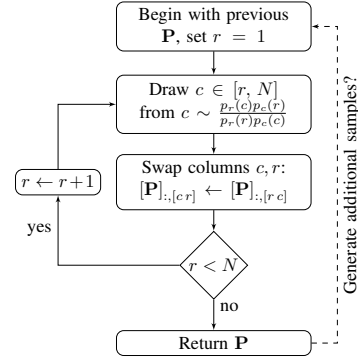 Begin with previous
P, set r = 1
Draw c ∈ [r, N]
from c ∼ p_r(c)p_c(r) / p_r(r)p_c(c)
Swap columns c, r:
[P]_{:,[c r]} ← [P]_{:,[r c]}
r ← r+1
yes
r < N
no
Return P
Generate additional samples?